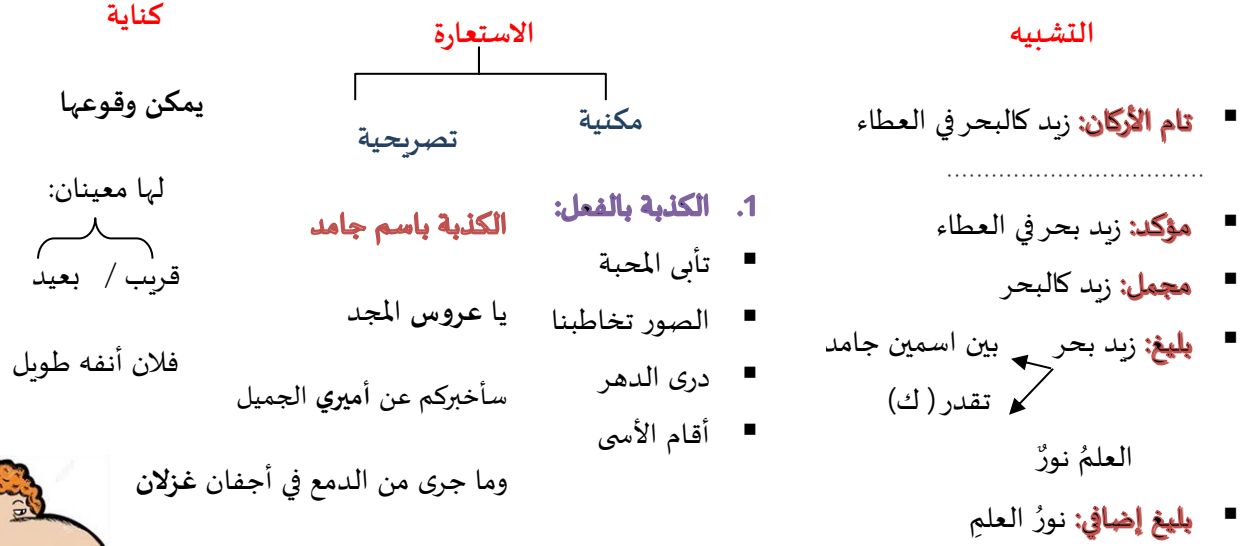 التشبيه
تام الأركان: زيد كالبحر في العطاء
..................................
مؤكد: زيد بحر في العطاء
مجمل: زيد كالبحر
بليغ: زيد بحر بين اسمين جامد
تقدر ( ك)
العلمُ نورٌ
بليغ إضافي: نورُ العلمِ
الاستعارة
مكنية
تصريحية
1. الكذبة بالفعل:
تأبى المحبة
الصور تخاطبنا
درى الدهر
أقام الأسى
الكذبة باسم جامد
يا عروس المجد
سأخبركم عن أميري الجميل
وما جرى من الدمع في أجفان غزلان
كناية
يمكن وقوعها
لها معينان:
قريب / بعيد
فلان أنفه طويل